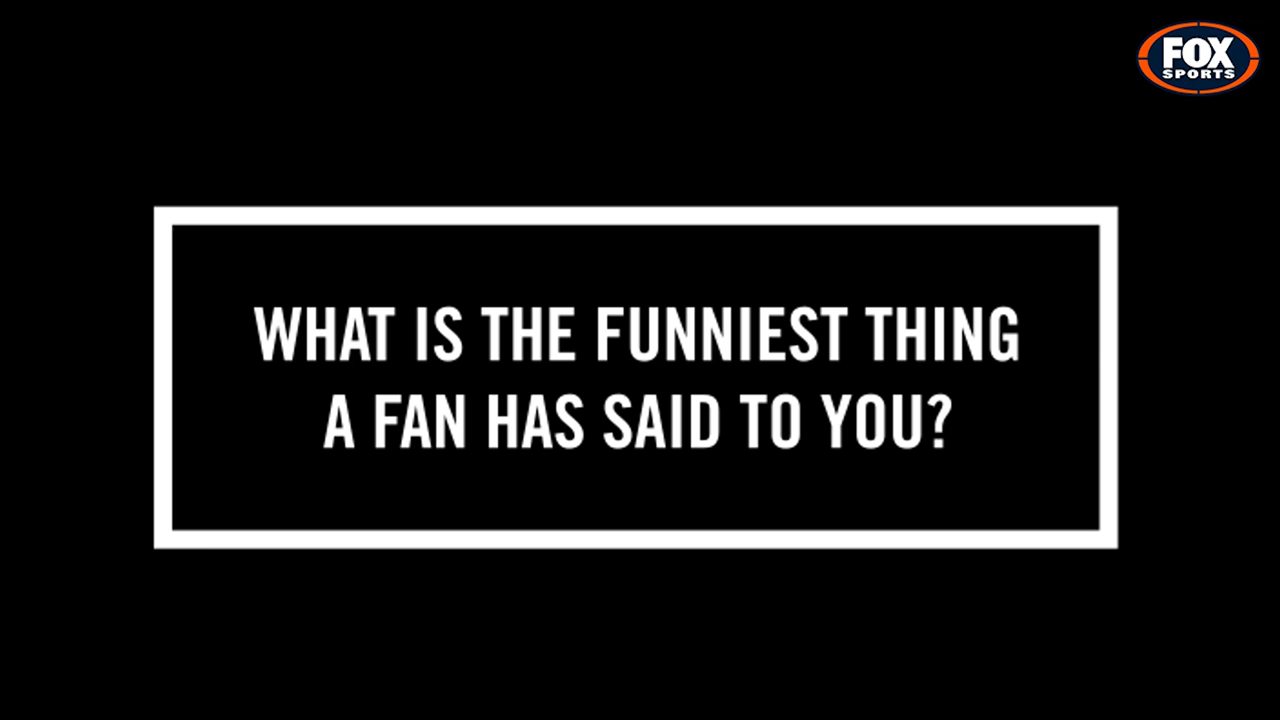 FOX
SPORTS
WHAT IS THE FUNNIEST THING
A FAN HAS SAID TO YOU?